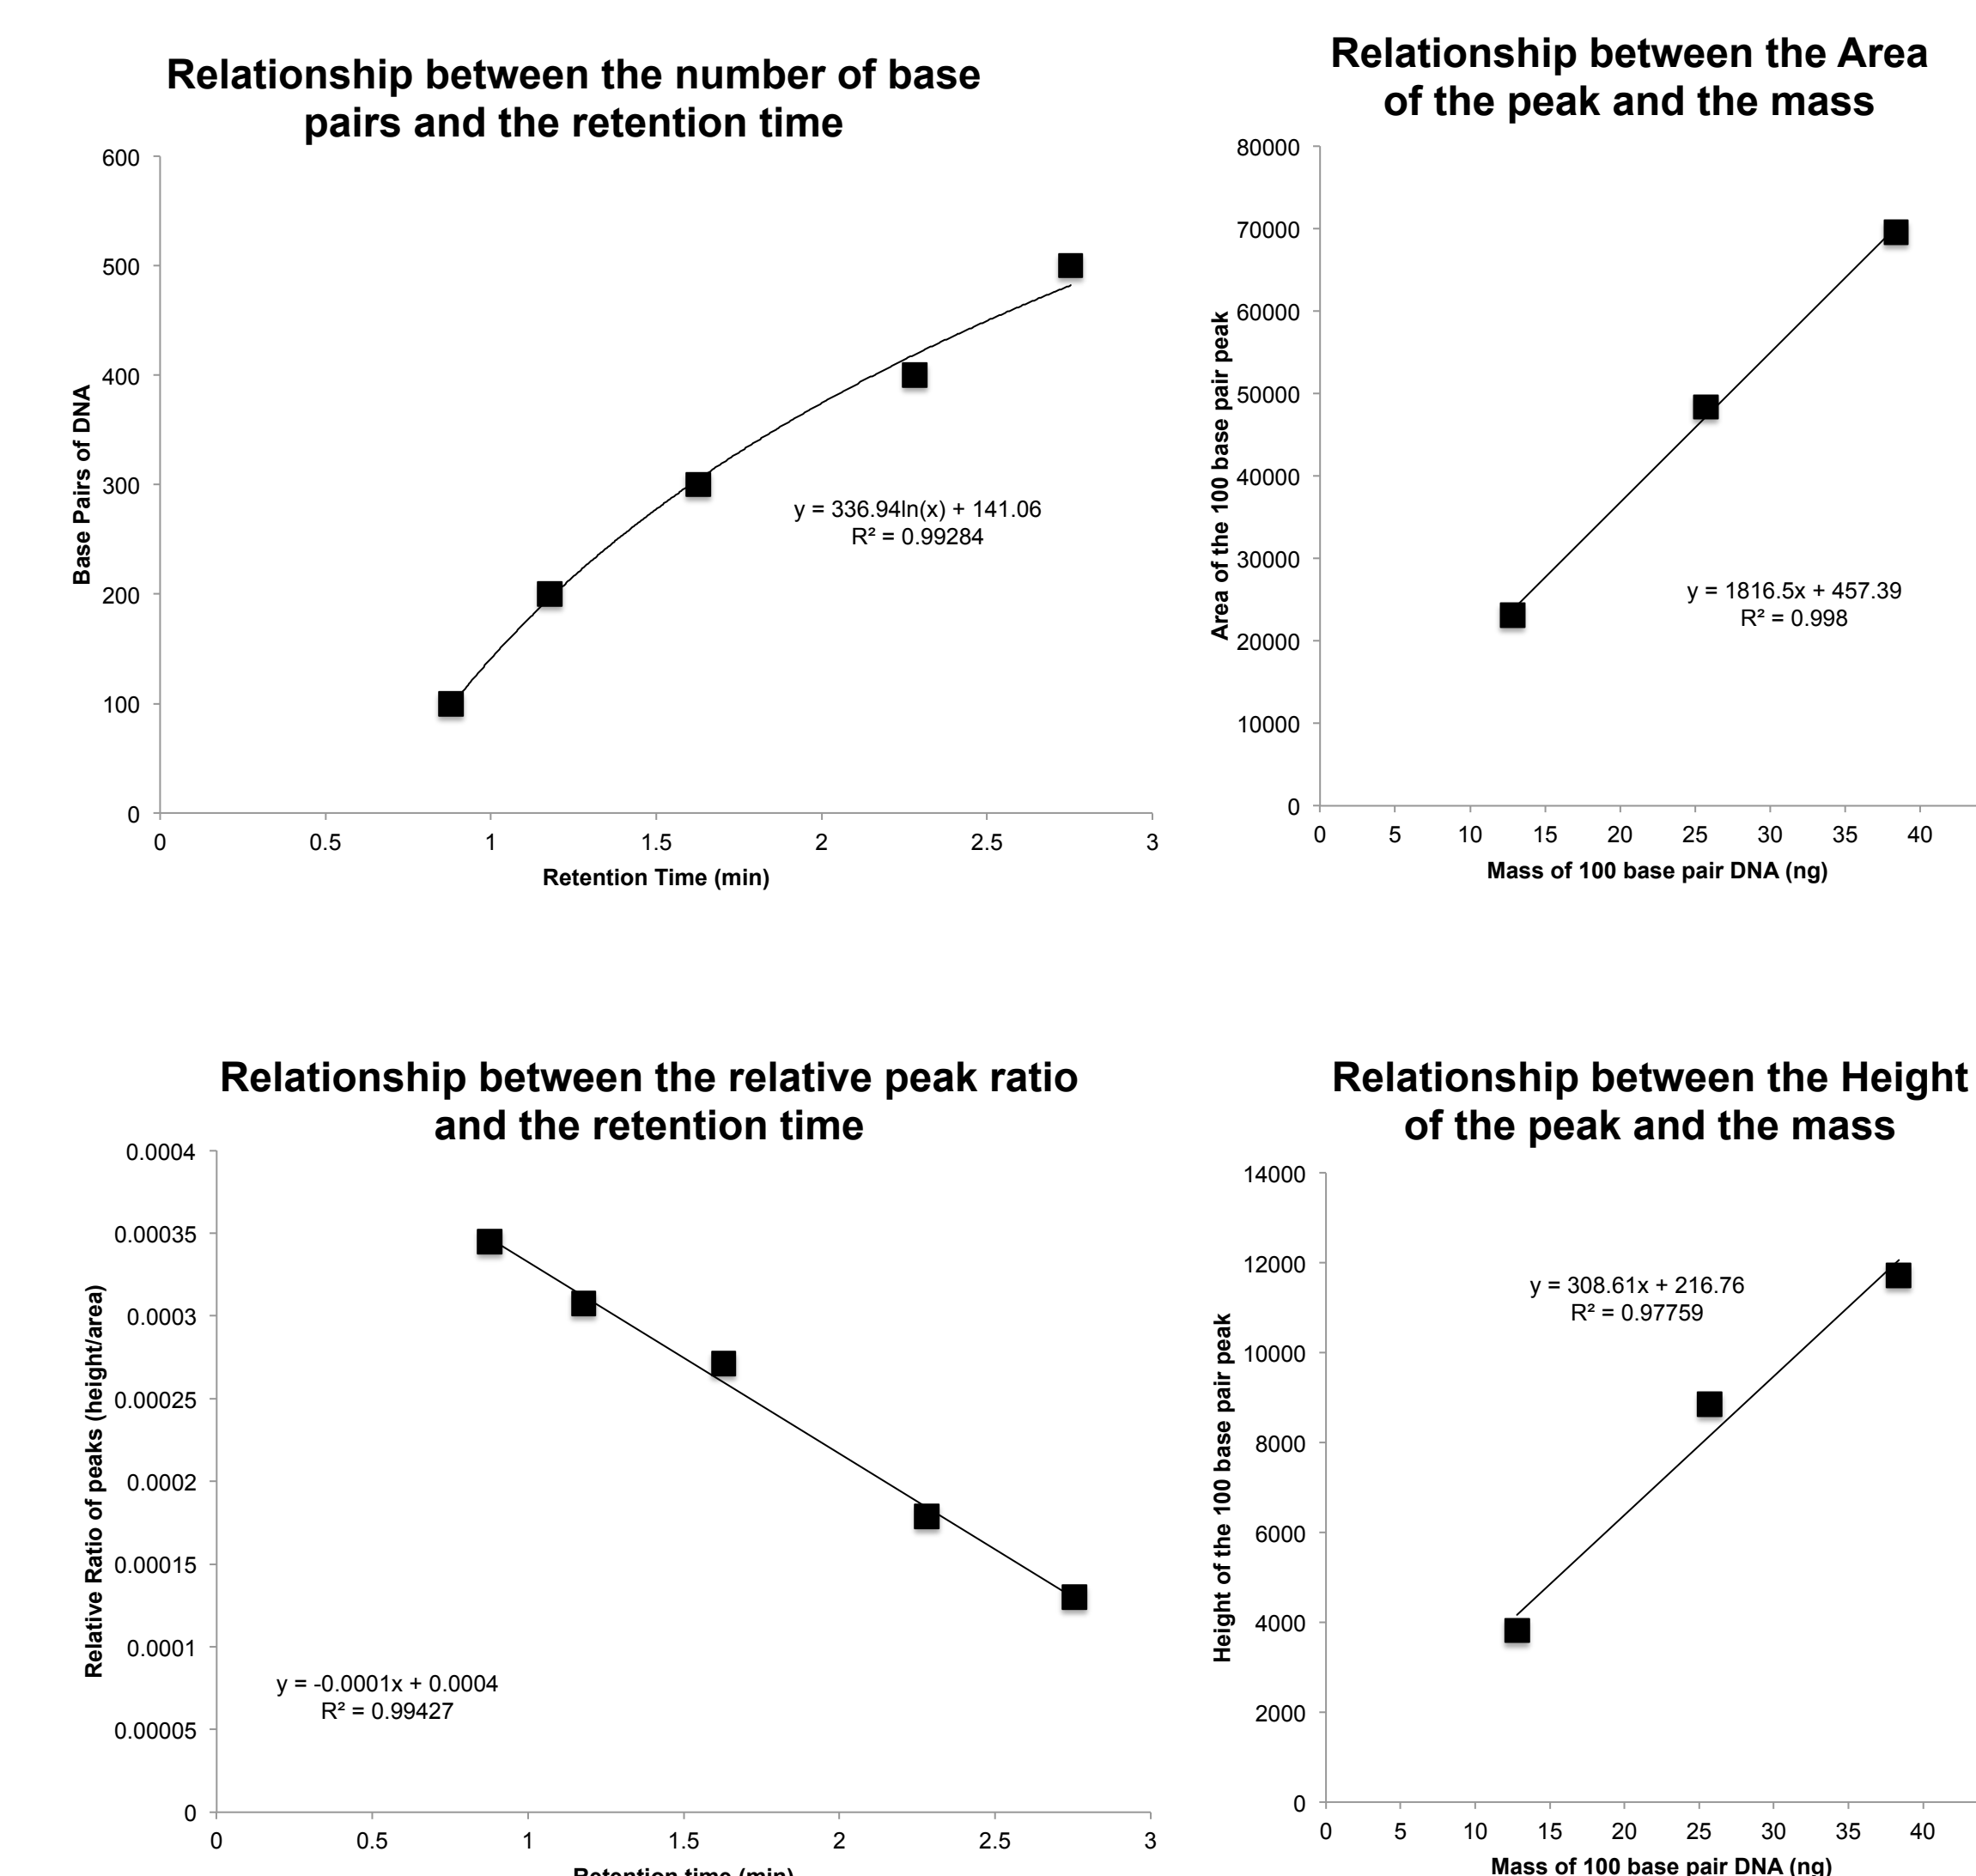 Relationship between the number of base
pairs and the retention time
600
500
400
300
200
100
0
0 0.5 1 1.5 2 2.5 3
Base Pairs of DNA
y = 336.94ln(x) + 141.06
R² = 0.99284
Retention Time (min)
Relationship between the Area
of the peak and the mass
80000
70000
60000
50000
40000
30000
20000
10000
0
0 5 10 15 20 25 30 35 40
Area of the 100 base pair peak
y = 1816.5x + 457.39
R² = 0.998
Mass of 100 base pair DNA (ng)
Relationship between the relative peak ratio
and the retention time
0.0004
0.00035
0.0003
0.00025
0.0002
0.00015
0.0001
0.00005
0
0 0.5 1 1.5 2 2.5 3
Relative Ratio of peaks (height/area)
y = -0.0001x + 0.0004
R² = 0.99427
Retention time (min)
Relationship between the Height
of the peak and the mass
14000
12000
10000
8000
6000
4000
2000
0
0 5 10 15 20 25 30 35 40
Height of the 100 base pair peak
y = 308.61x + 216.76
R² = 0.97759
Mass of 100 base pair DNA (ng)